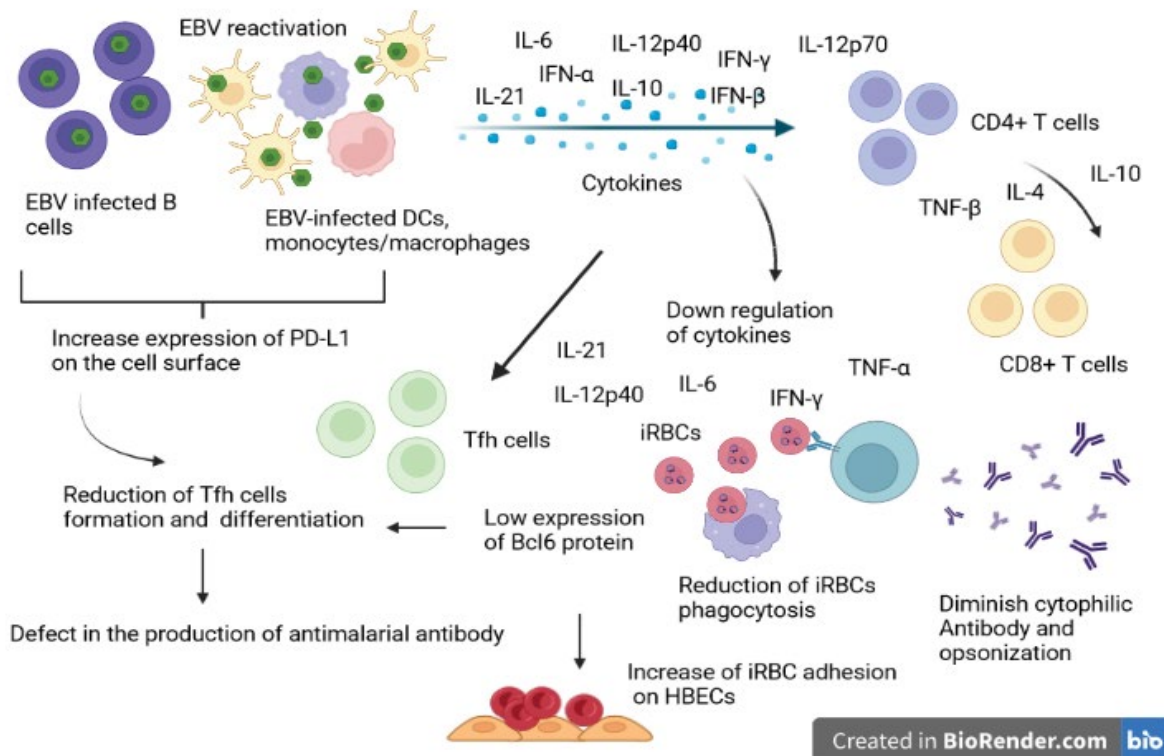 EBV reactivation
IL-6
IL-12p40
IFN-γ
IL-12p70
IFN-α
IL-10
IFN-β
IL-21
CD4+ T cells
Cytokines
IL-10
IL-4
TNF-β
EBV infected B
cells
EBV-infected DCs,
monocytes/macrophages
Down regulation
of cytokines
Increase expression of PD-L1
on the cell surface
IL-21
IL-12p40
IL-6
IFN-γ
TNF-α
CD8+ T cells
Tfh cells
iRBCs
Reduction of Tfh cells
formation and differentiation
Low expression
of Bcl6 protein
Reduction of iRBCs
phagocytosis
Diminish cytophilic
Antibody and
opsonization
Defect in the production of antimalarial antibody
Increase of iRBC adhesion
on HBECs
Created in BioRender.com bio